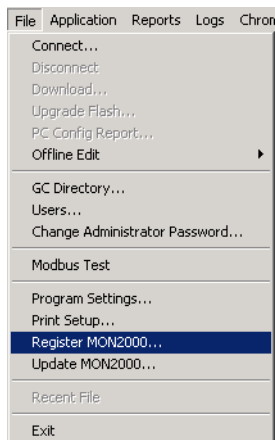 File Application Reports Logs Chron
Connect...
Disconnect
Download...
Upgrade Flash...
PC Config Report...
Offline Edit
GC Directory...
Users...
Change Administrator Password...
Modbus Test
Program Settings...
Print Setup...
Register MON2000...
Update MON2000...
Recent File
Exit